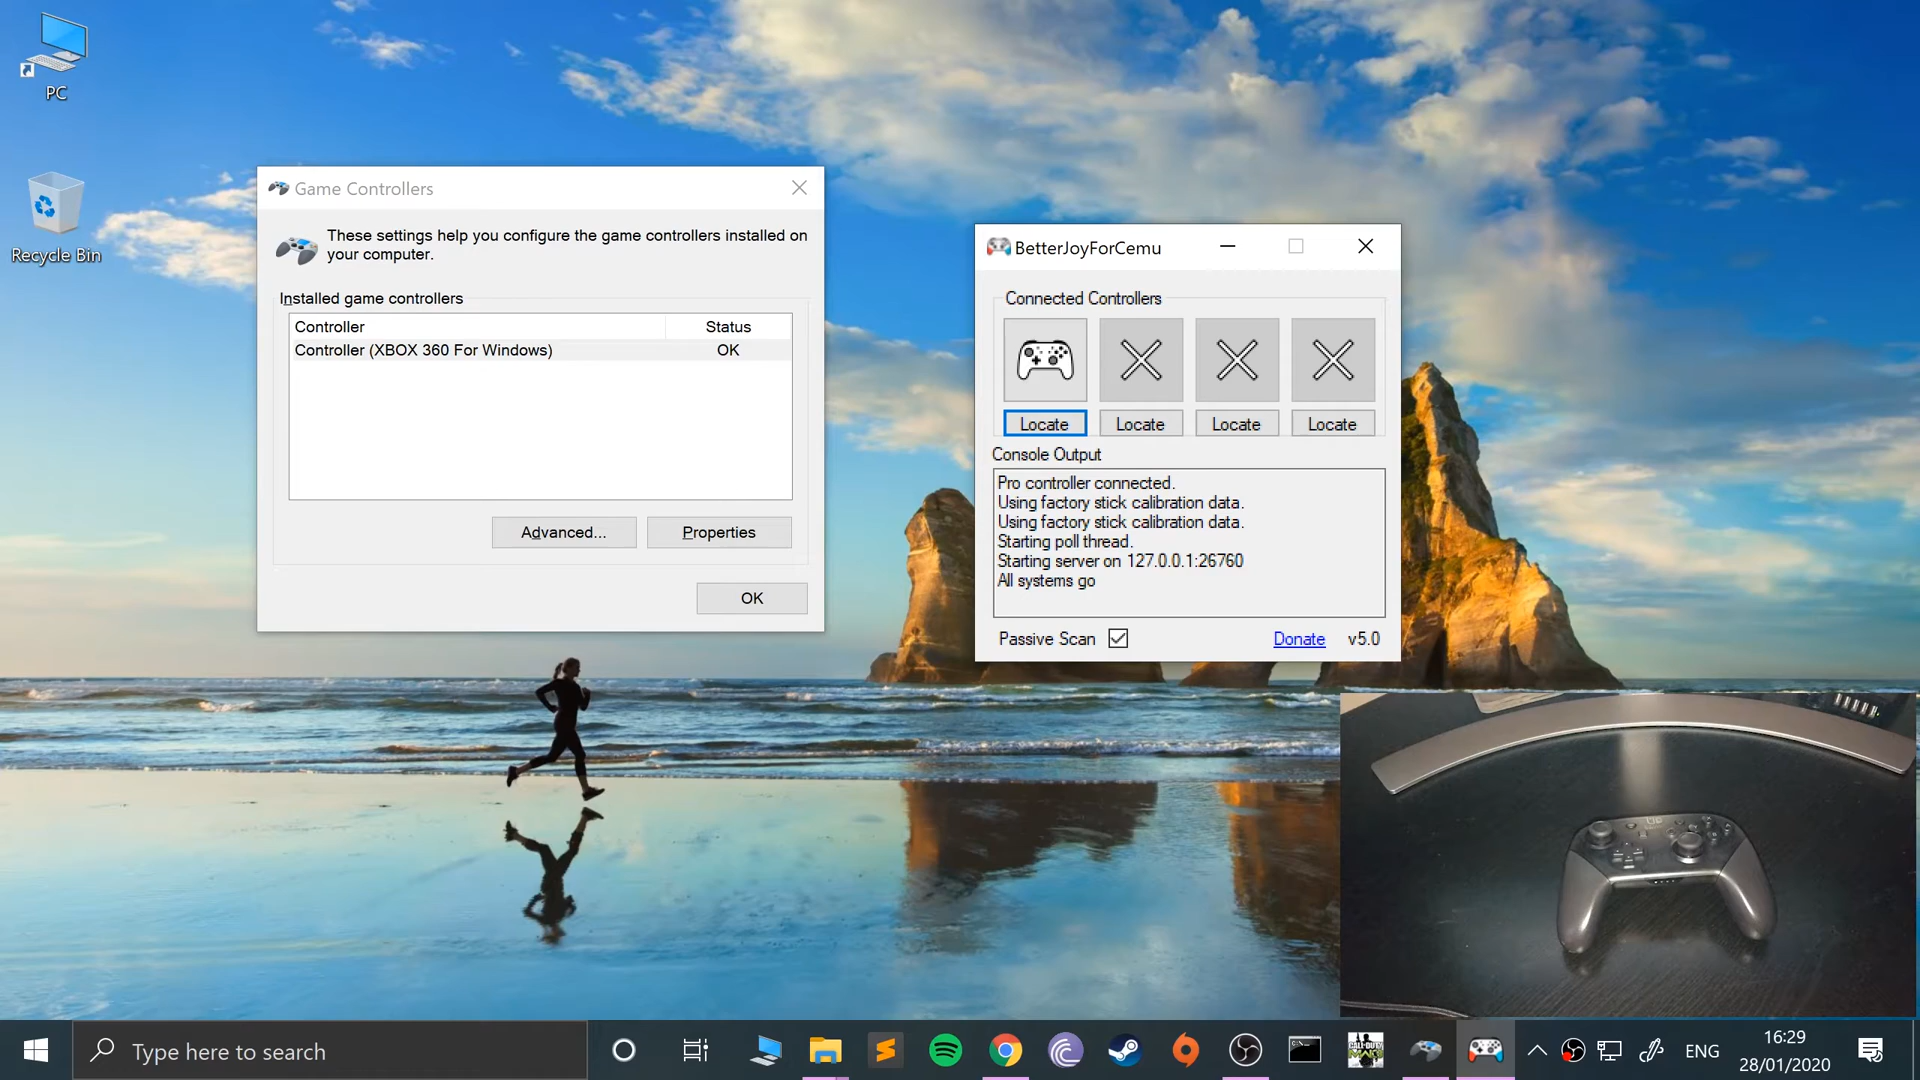 PC
Recycle Bin
Game Controllers
These settings help you configure the game controllers installed on
your computer.
Installed game controllers
Controller Status
Controller (XBOX 360 For Windows) OK
Advanced... Properties
OK
BetterJoyForCemu
Connected Controllers
Locate Locate Locate Locate
Console Output
Pro controller connected.
Using factory stick calibration data.
Using factory stick calibration data.
Starting poll thread.
Starting server on 127.0.0.1:26760
All systems go
Passive Scan Donate v5.0
Type here to search
ENG
16:29
28/01/2020